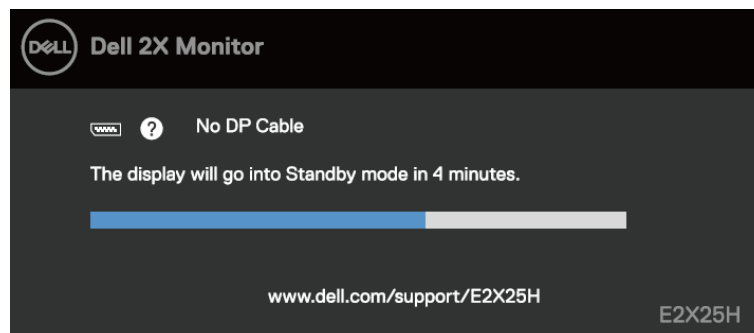 DELL Dell 2X Monitor
? No DP Cable
The display will go into Standby mode in 4 minutes.
www.dell.com/support/E2X25H
E2X25H